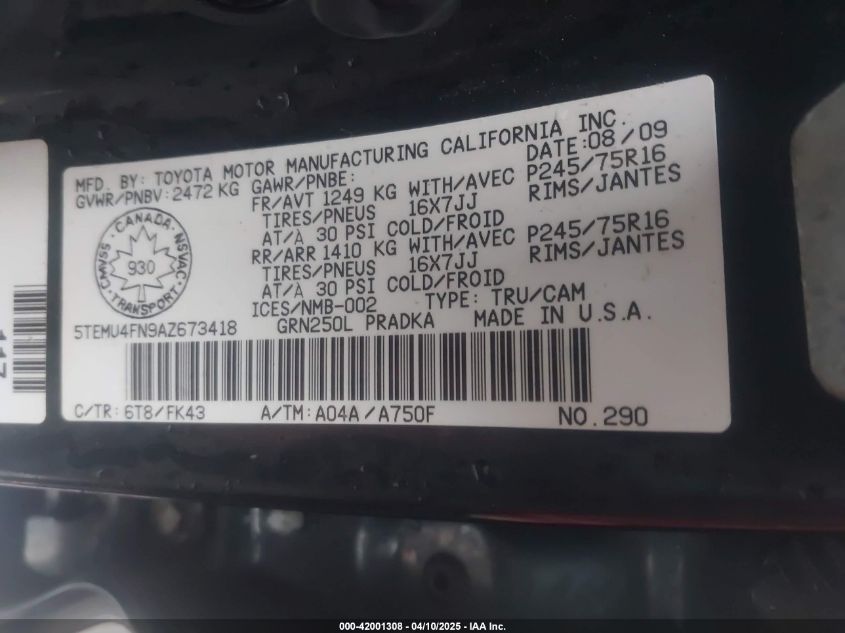 MFD. BY: TOYOTA MOTOR MANUFACTURING CALIFORNIA INC.
DATE:08/09
GVWR/PNBV:2472 KG GAWR/PNBE:
FR/AVT 1249 KG WITH/AVEC P245/75R16
TIRES/PNEUS 16X7JJ RIMS/JANTES
AT/À 30 PSI COLD/FROID
RR/ARR 1410 KG WITH/AVEC P245/75R16
TIRES/PNEUS 16X7JJ RIMS/JANTES
AT/À 30 PSI COLD/FROID
CANADA
CMVSS NSVAC
930
TRANSPORT
ICES/NMB-002 TYPE: TRU/CAM
5TEMU4FN9AZ673418 GRN250L PRADKA MADE IN U.S.A.
C/TR: 6T8/FK43 A/TM:A04A/A750F NO.290
117
000-42001308 - 04/10/2025 - IAA Inc.